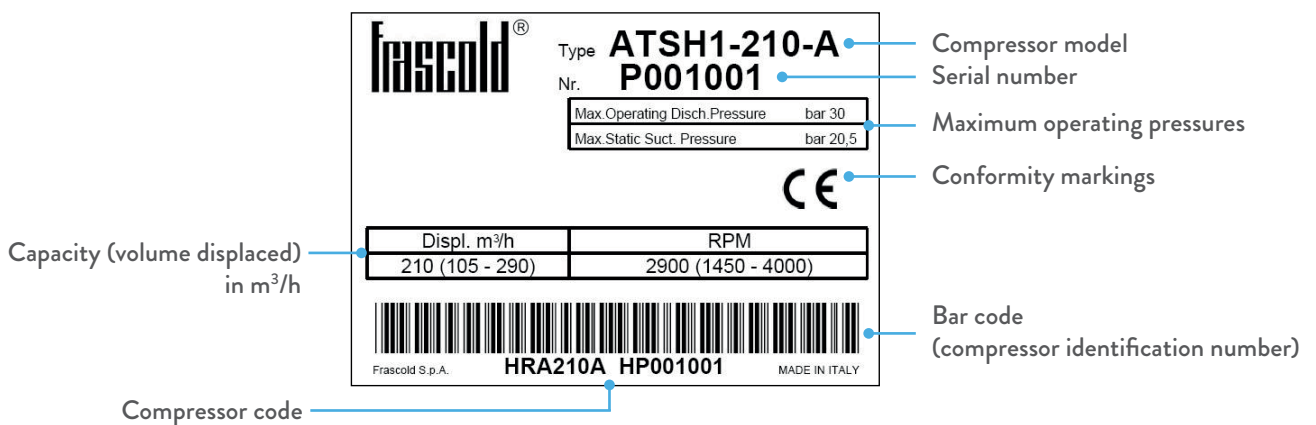 frascold®
Type ATSH1-210-A
Nr. P001001
Max.Operating Disch.Pressure bar 30
Max.Static Suct. Pressure bar 20,5
CE
Displ. m³/h RPM
210 (105 - 290) 2900 (1450 - 4000)
Frascold S.p.A. HRA210A HP001001 MADE IN ITALY
Compressor model
Serial number
Maximum operating pressures
Conformity markings
Capacity (volume displaced)
in m³/h
Bar code
(compressor identification number)
Compressor code